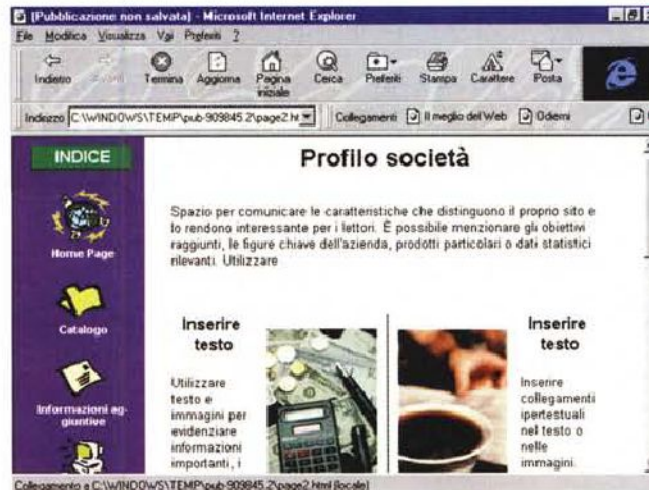 [Pubblicazione non salvata] - Microsoft Internet Explorer
File Modifica Visualizza Vai Preferiti ?
Indietro Avanti Termina Aggiorna Pagina iniziale Cerca Preferiti Stampa Carattere Posta
Indirizzo C:\WINDOWS\TEMP\pub-909845.2\page2.ht Collegamenti Il meglio del Web Odierni
INDICE
Home Page
Catalogo
Informazioni ag-
giuntive
Profilo società
Spazio per comunicare le caratteristiche che distinguono il proprio sito e
lo rendono interessante per i lettori. È possibile menzionare gli obiettivi
raggiunti, le figure chiave dell'azienda, prodotti particolari o dati statistici
rilevanti. Utilizzare
Inserire
testo
Utilizzare
testo e
immagini per
evidenziare
informazioni
importanti, i
Inserire
testo
Inserire
collegamenti
ipertestuali
nel testo o
nelle
immagini.
Collegamento a C:\WINDOWS\TEMP\pub-909845.2\page2.html (locale)